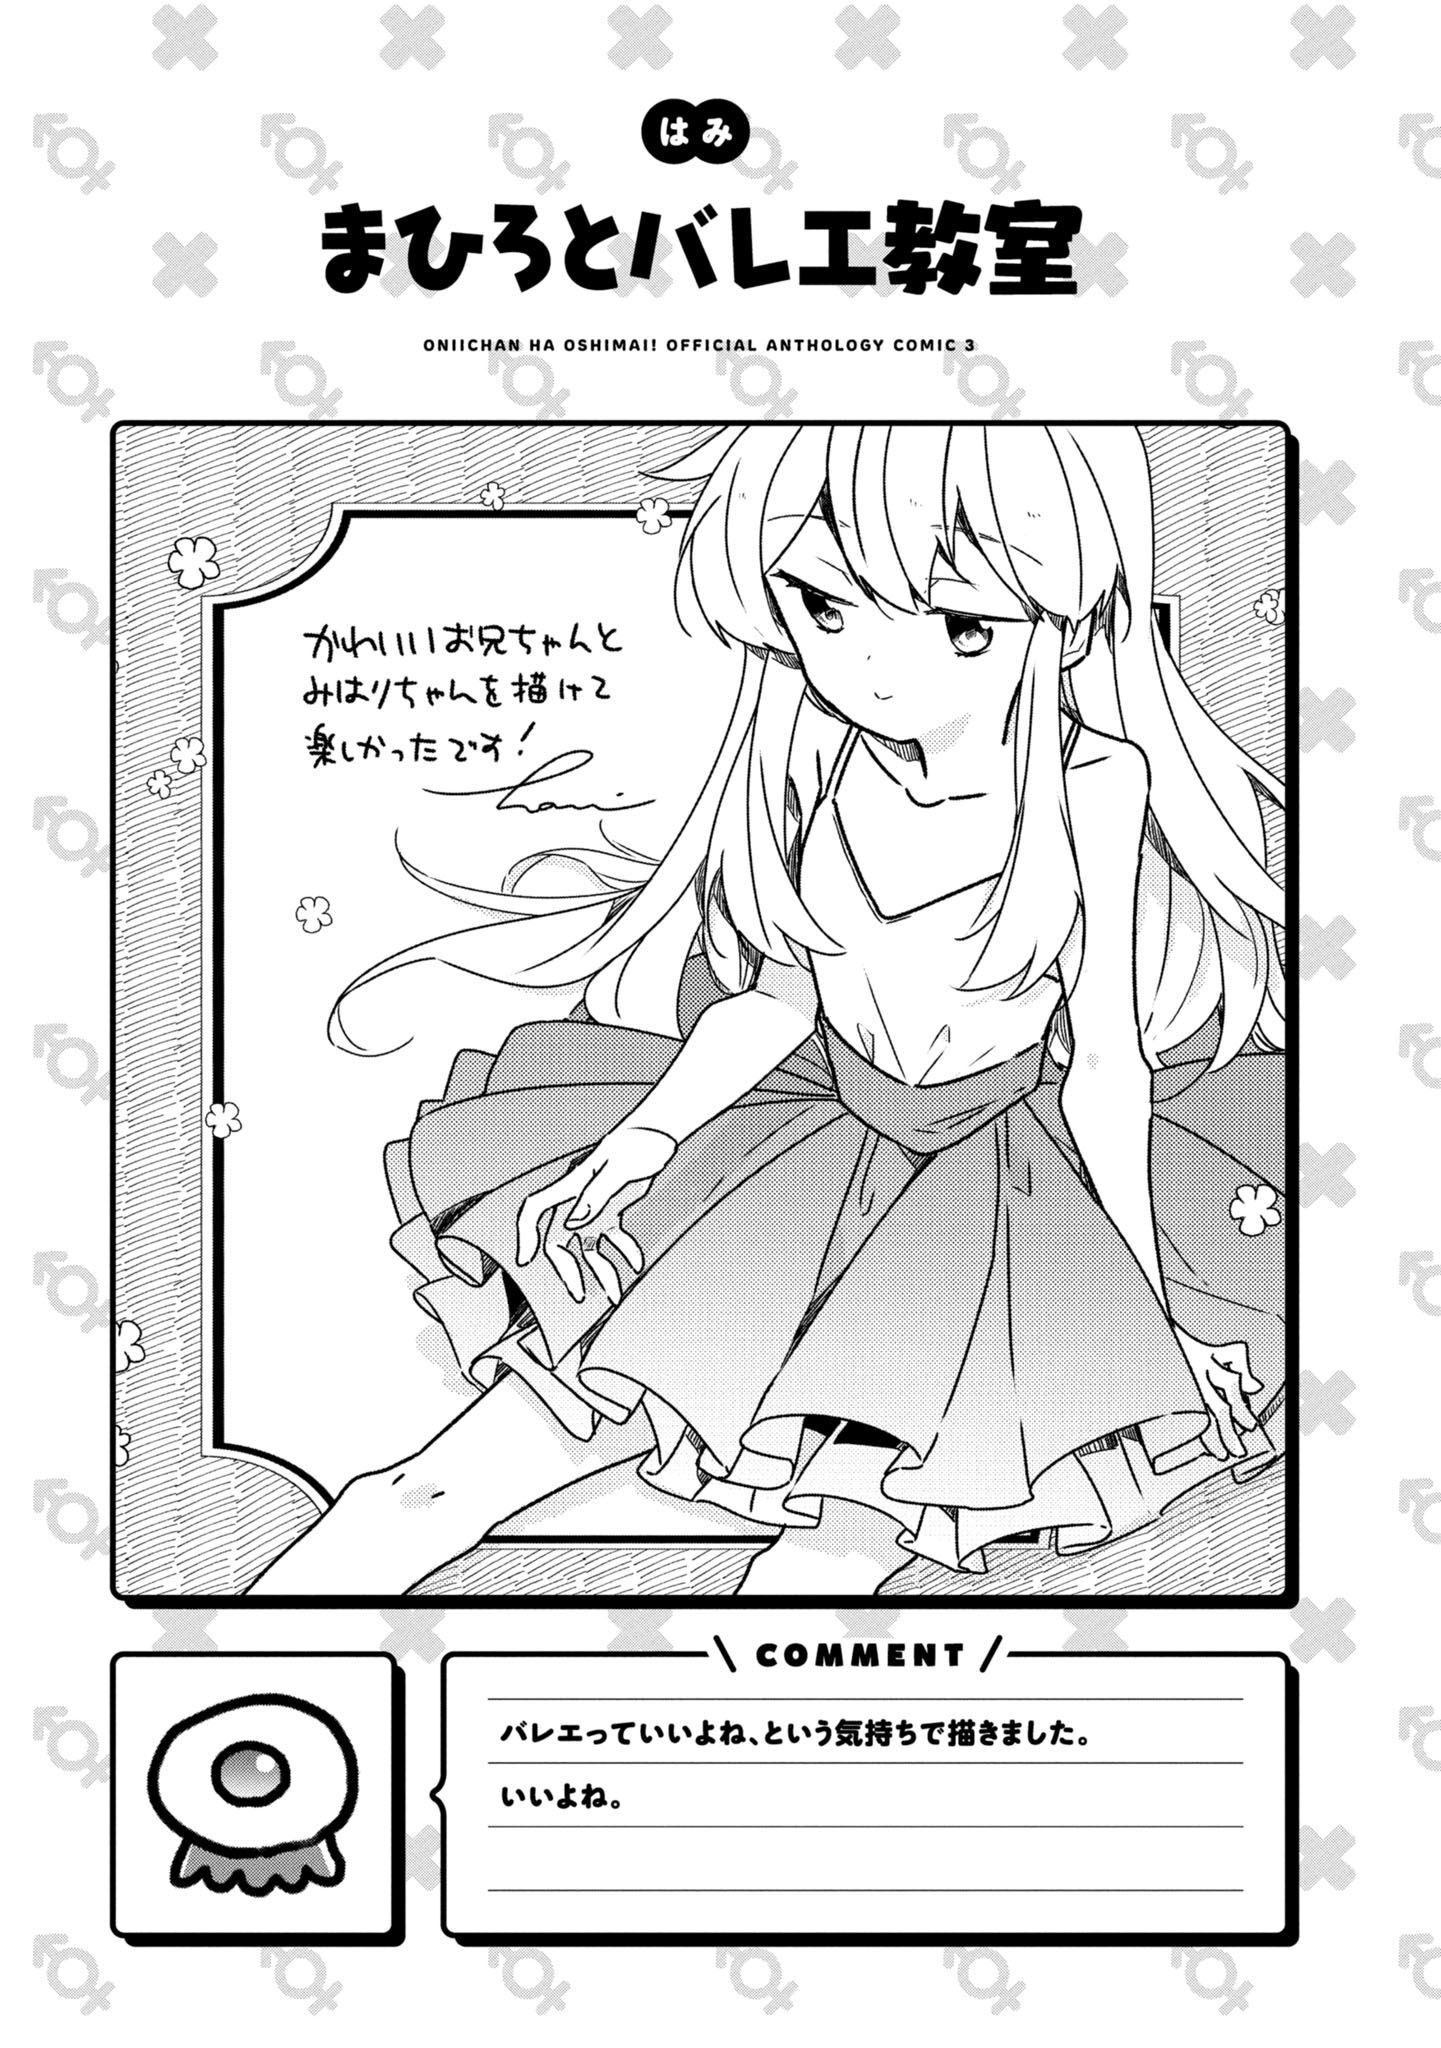 はみ
まひろとバレエ教室
ONIICHAN HA OSHIMAI! OFFICIAL ANTHOLOGY COMIC 3
かわいいお兄ちゃんと
みはりちゃんを描けて
楽しかったです!
hami
\ COMMENT /
バレエっていいよね、という気持ちで描きました。
いいよね。